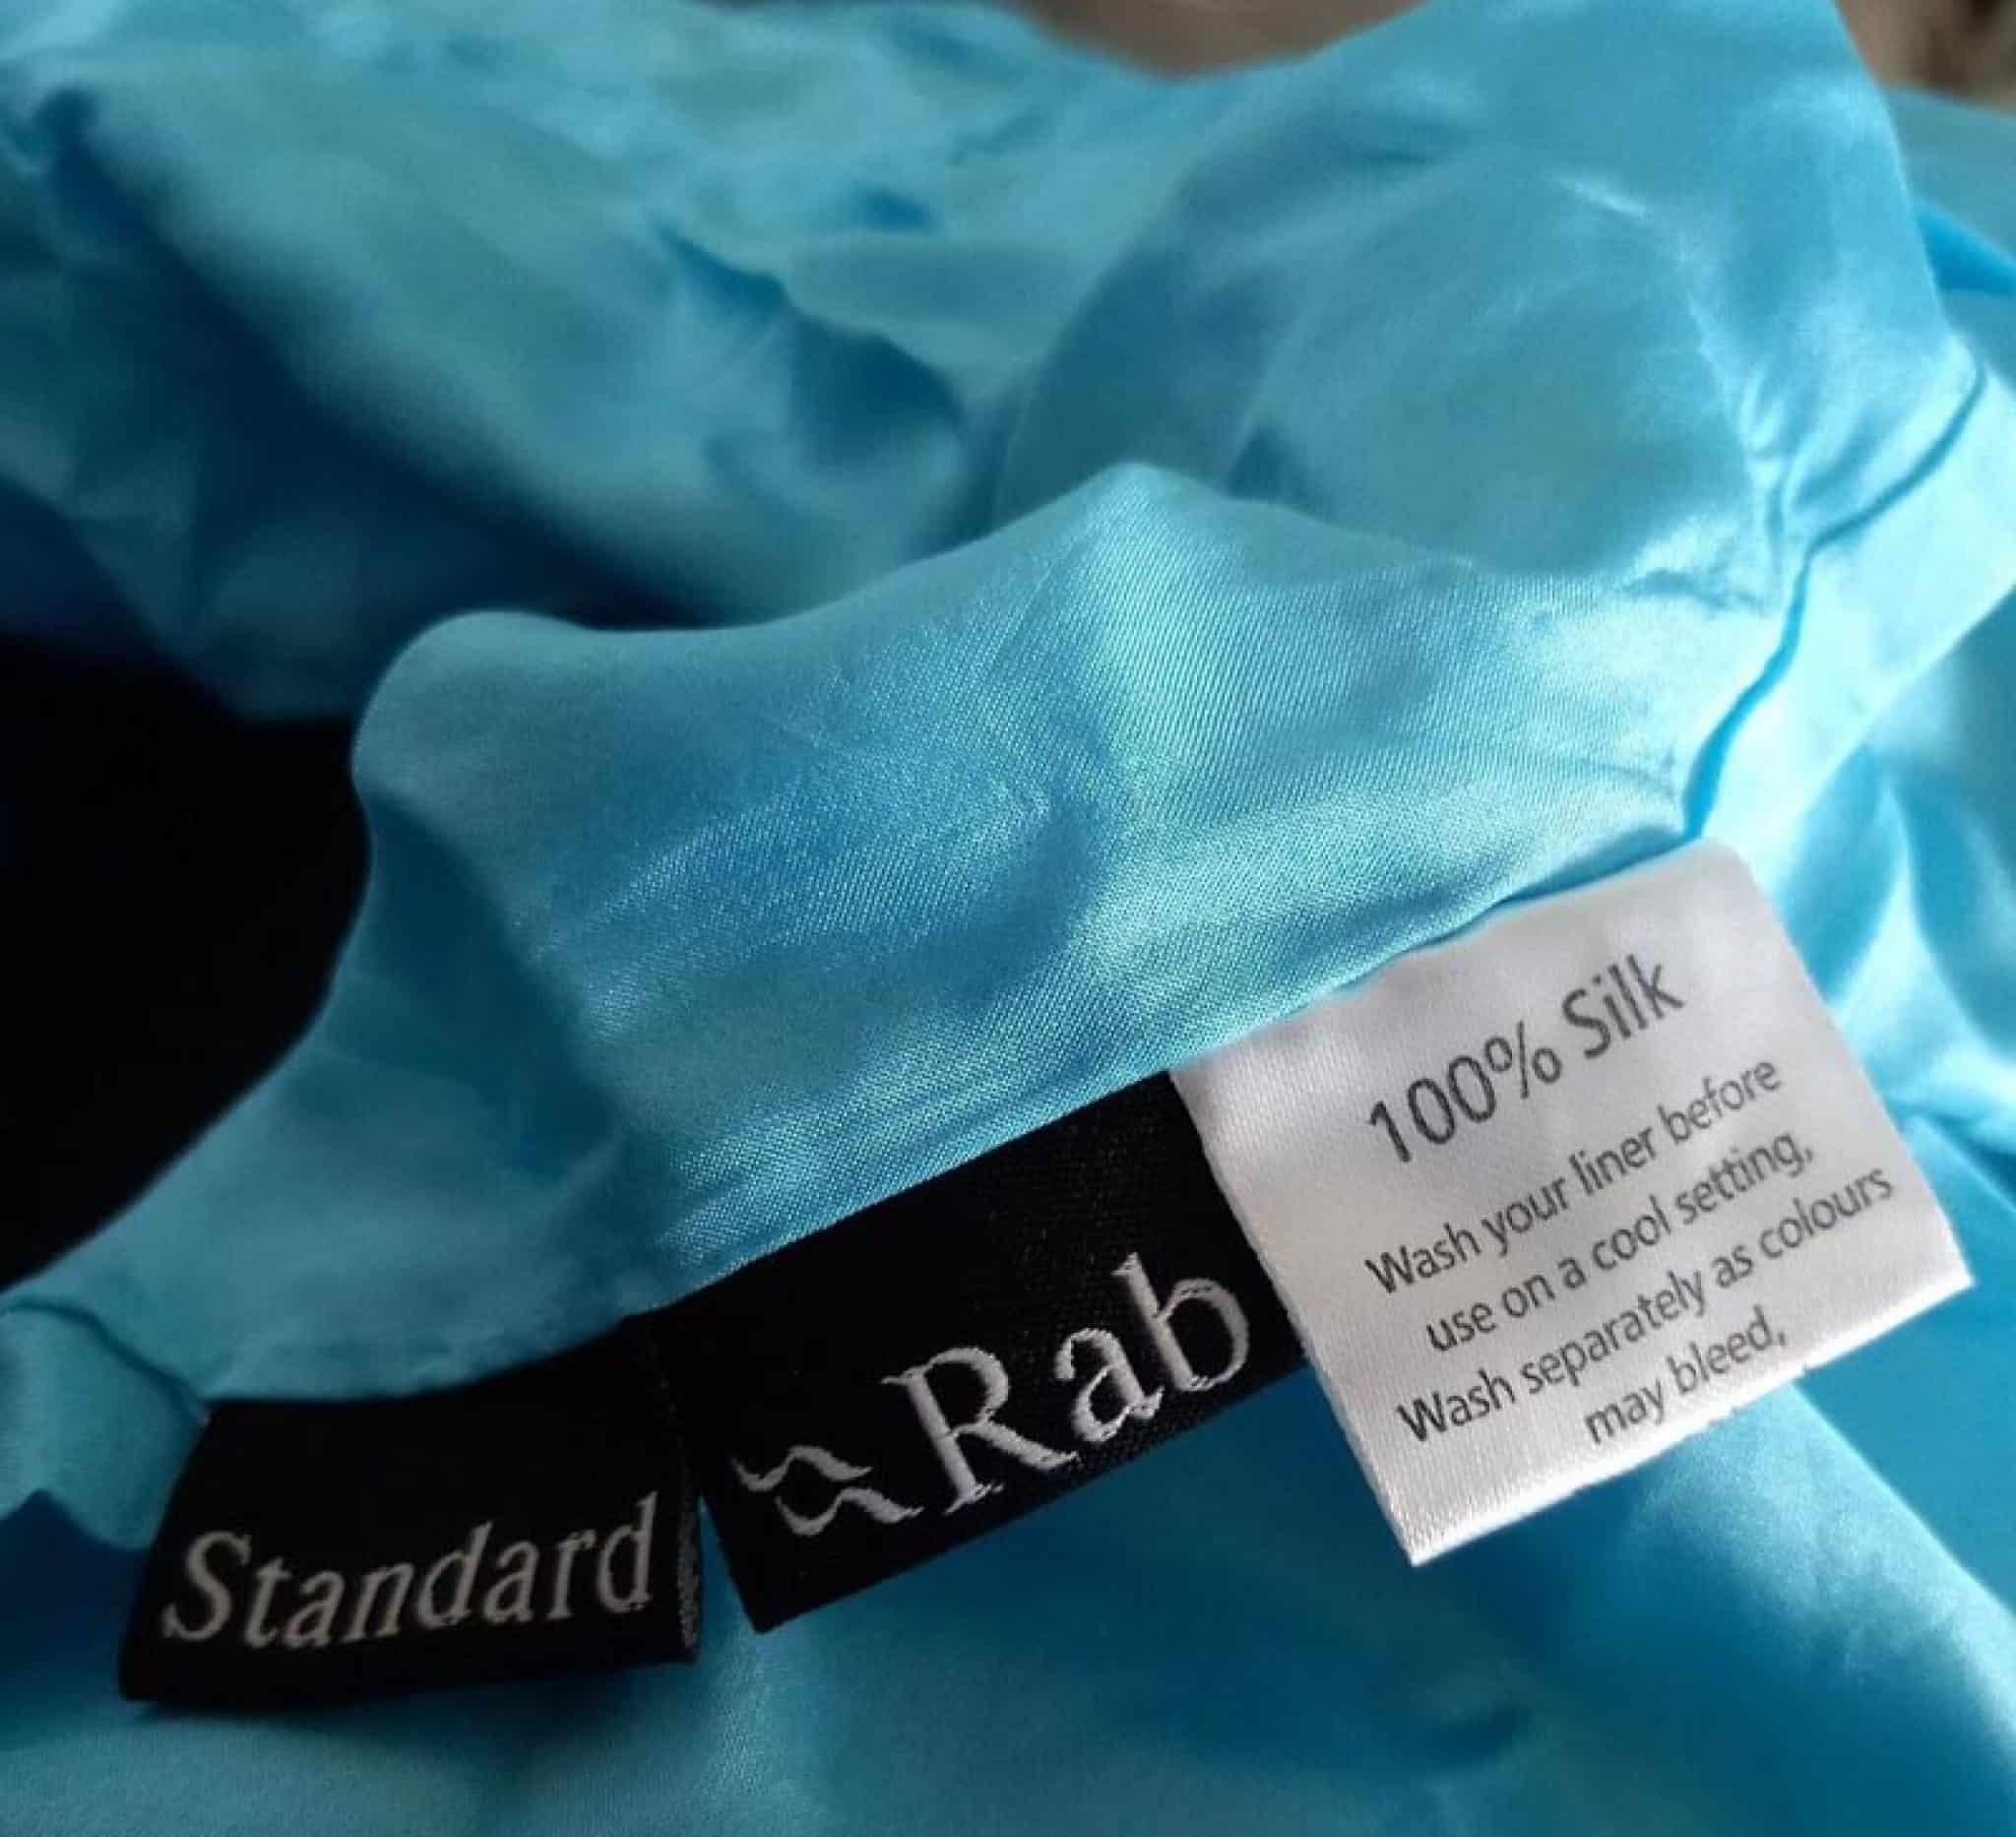 100% Silk
Wash your liner before
use on a cool setting,
Wash separately as colours
may bleed,
Rab
Standard